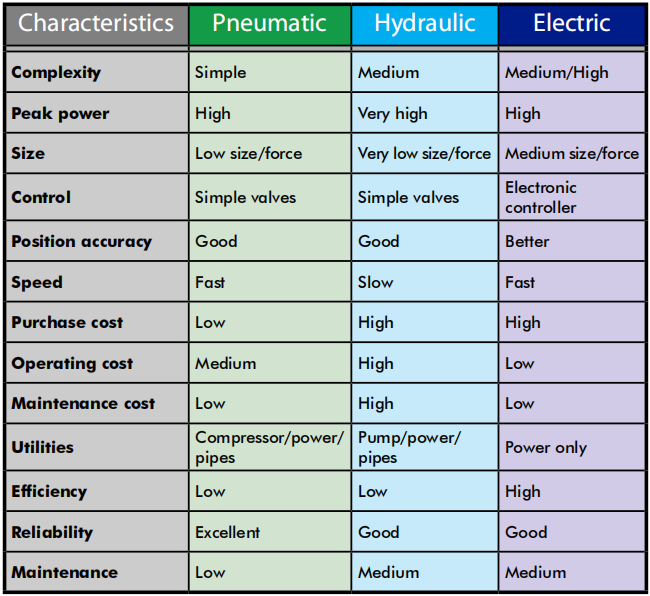 Characteristics Pneumatic Hydraulic Electric
Complexity Simple Medium Medium/High
Peak power High Very high High
Size Low size/force Very low size/force Medium size/force
Control Simple valves Simple valves Electronic
controller
Position accuracy Good Good Better
Speed Fast Slow Fast
Purchase cost Low High High
Operating cost Medium High Low
Maintenance cost Low High Low
Utilities Compressor/power/ Pump/power/ Power only
pipes pipes
Efficiency Low Low High
Reliability Excellent Good Good
Maintenance Low Medium Medium